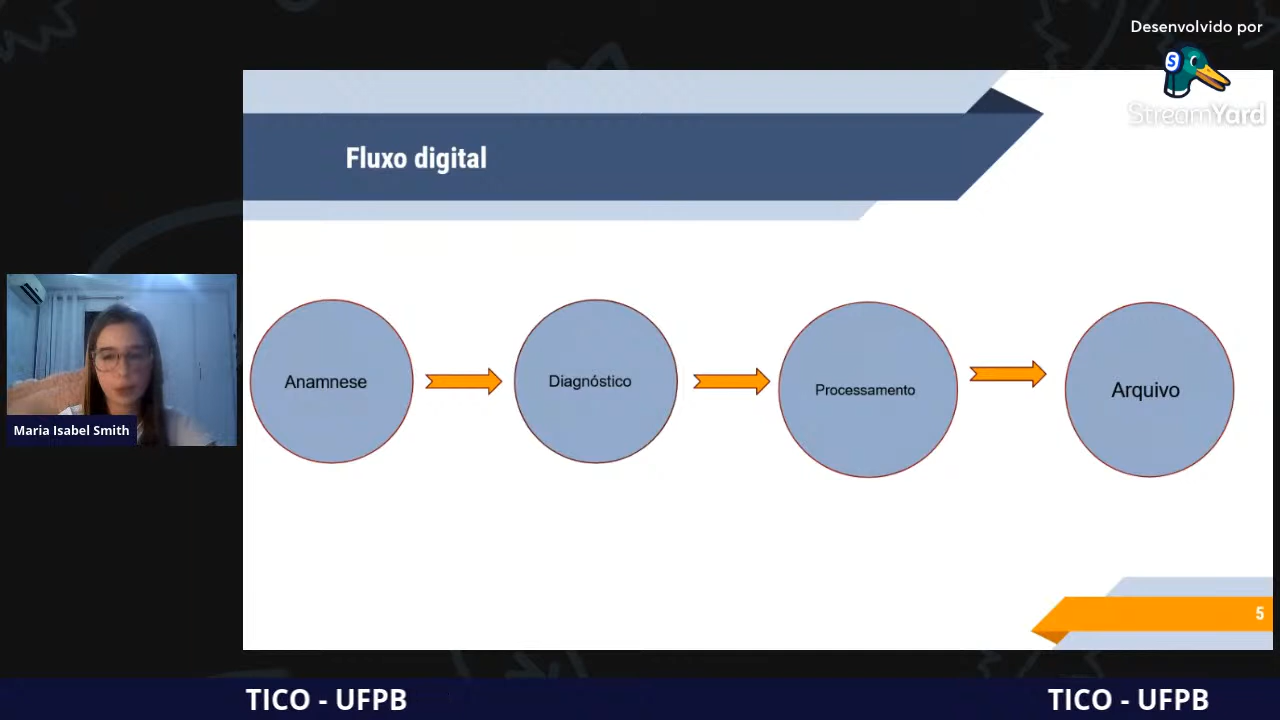 Desenvolvido por
StreamYard
Fluxo digital
Anamnese
Diagnóstico
Processamento
Arquivo
Maria Isabel Smith
5
TICO - UFPB
TICO - UFPB